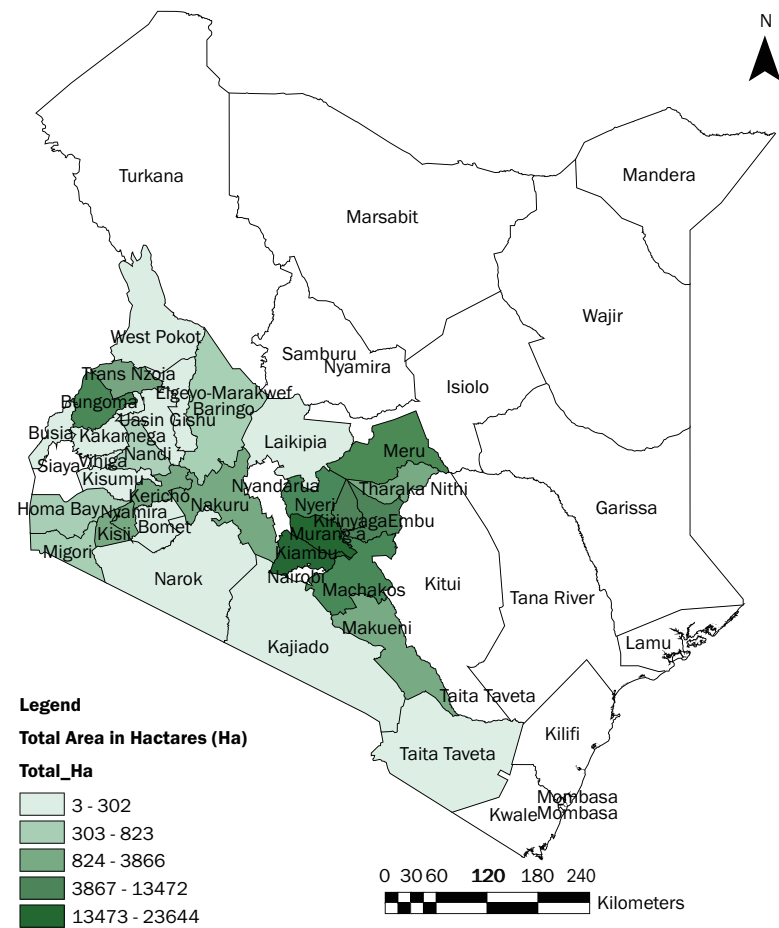 N
Turkana
Mandera
Marsabit
Wajir
West Pokot
Samburu
Nyamira
Trans Nzoia
Isiolo
Elgeyo-Marakwet
Bungoma
Baringo
Uasin Gishu
Busia
Kakamega
Laikipia
Meru
Siaya
Vihiga
Nandi
Kisumu
Nyandarua
Tharaka Nithi
Kericho
Nakuru
Nyeri
Garissa
Homa Bay
Nyamira
Kirinyaga
Embu
Bomet
Kisii
Murang'a
Migori
Kiambu
Narok
Nairobi
Machakos
Kitui
Tana River
Makueni
Kajiado
Lamu
Taita Taveta
Kilifi
Taita Taveta
Mombasa
Kwale
Mombasa
Legend
Total Area in Hactares (Ha)
Total_Ha
3 - 302
303 - 823
824 - 3866
3867 - 13472
13473 - 23644
0 30 60 120 180 240
Kilometers